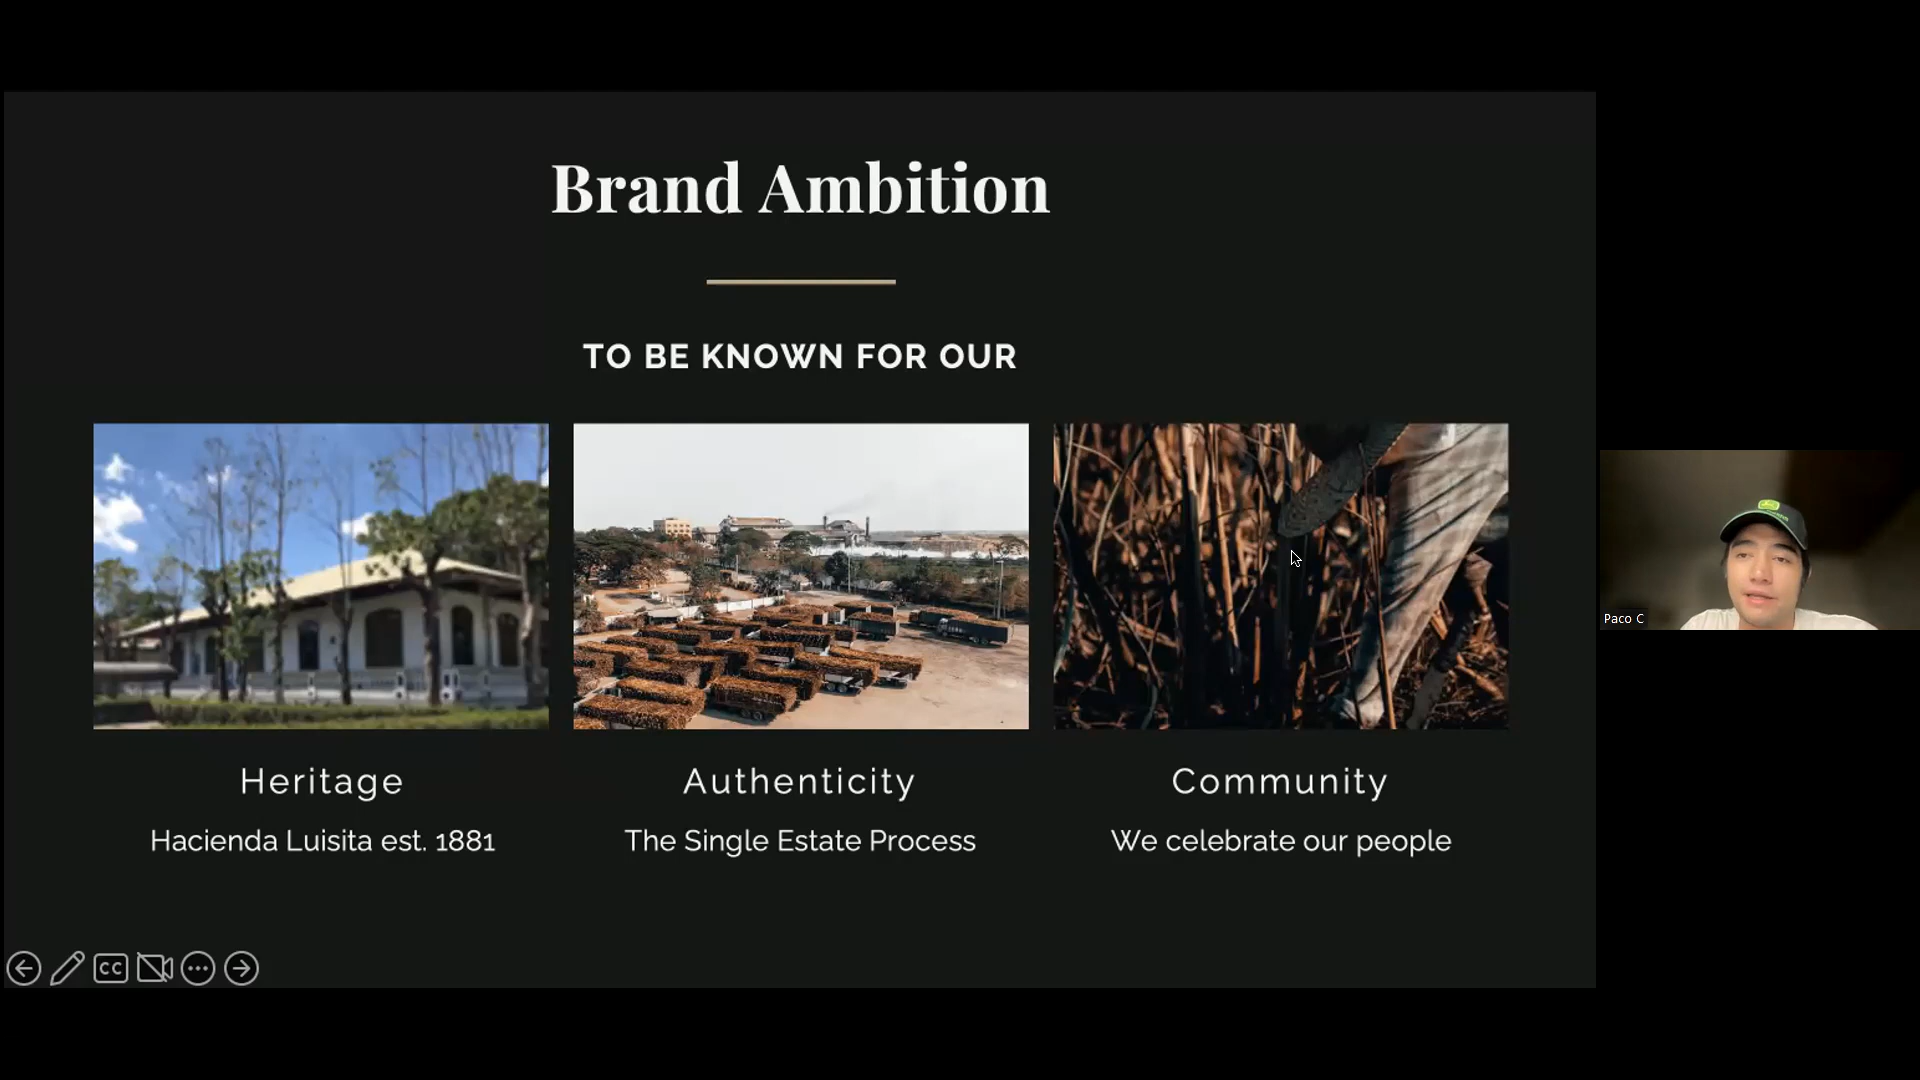 Brand Ambition
TO BE KNOWN FOR OUR
Heritage
Hacienda Luisita est. 1881
Authenticity
The Single Estate Process
Community
We celebrate our people
Paco C
CC